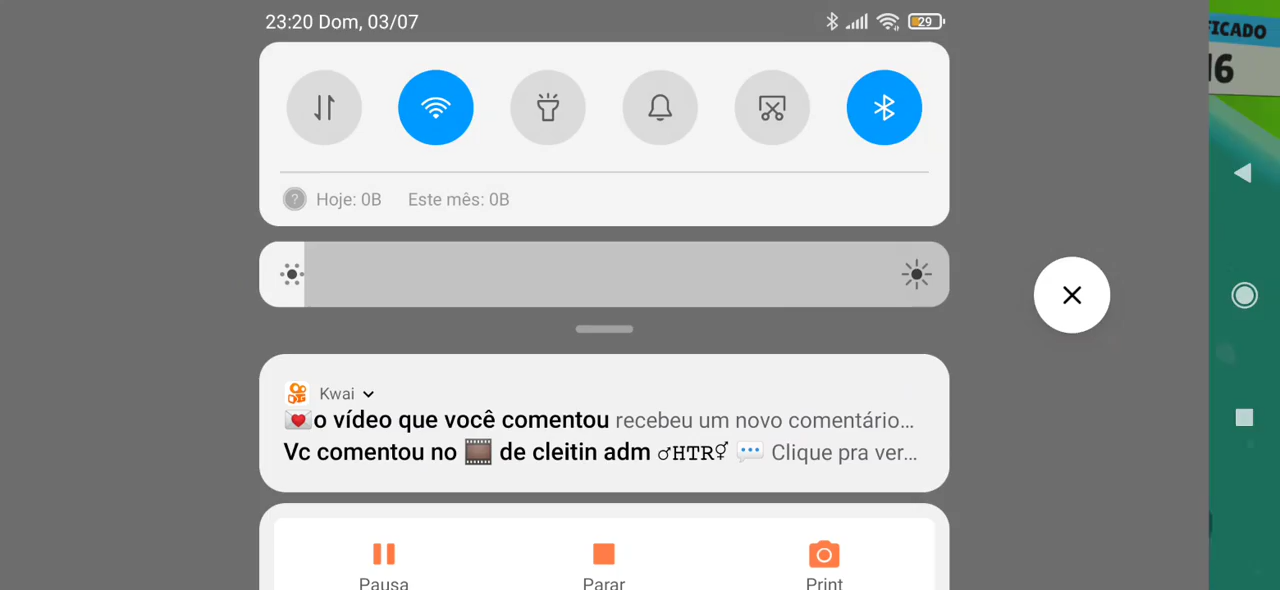 23:20 Dom, 03/07
29
Hoje: 0B Este mês: 0B
Kwai
o vídeo que você comentou recebeu um novo comentário...
Vc comentou no de cleitin adm ♂HTR⚥ Clique pra ver...
Pausa Parar Print
FICADO
16